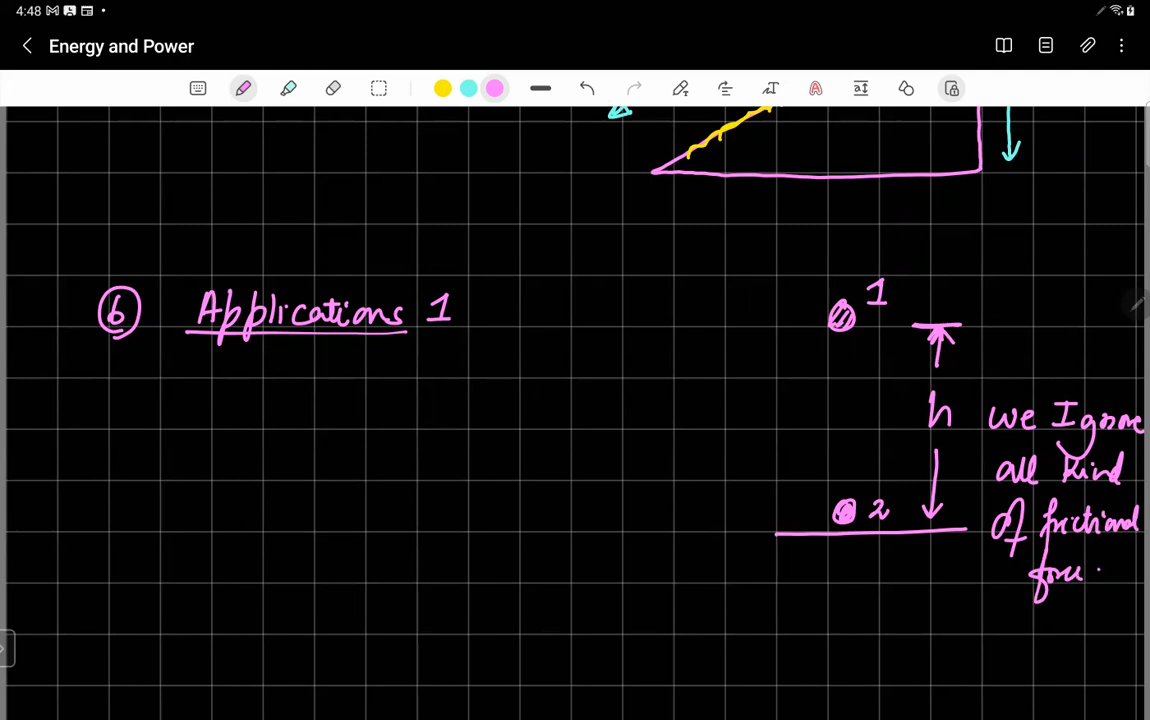 4:48
Energy and Power
6 Applications 1
1
h
2
we Ignore
all kind
of frictional
force.